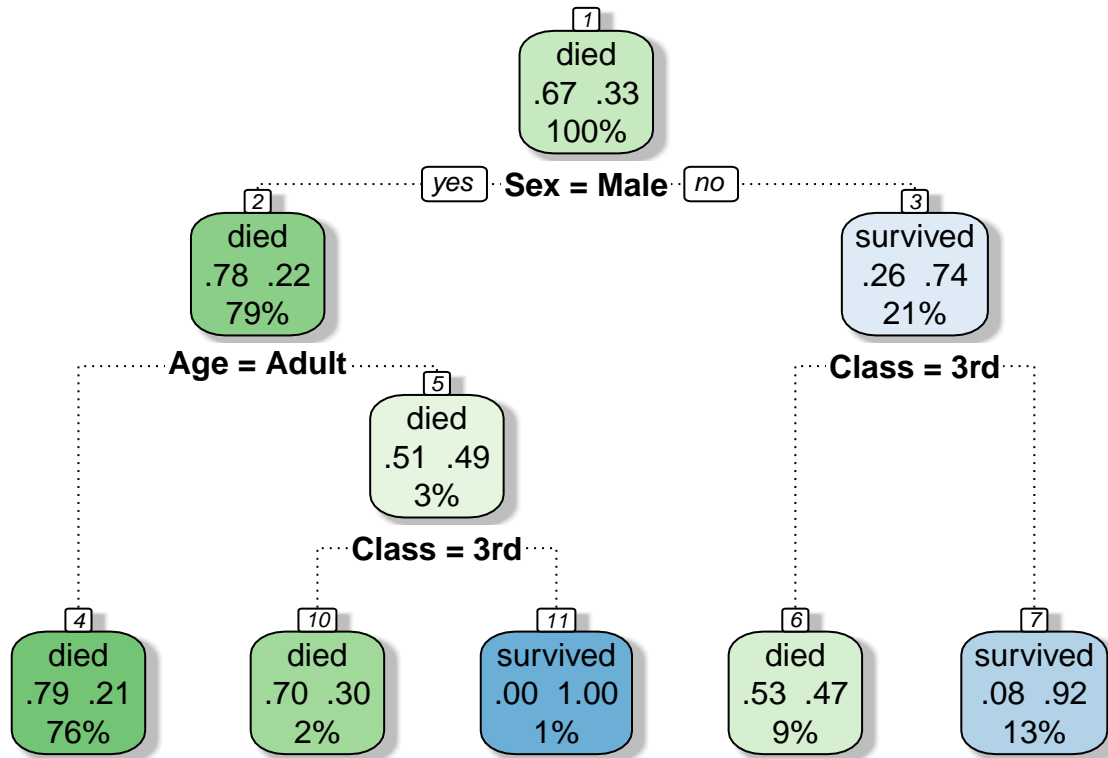 1
died
.67 .33
100%
yes Sex = Male no
2
died
.78 .22
79%
3
survived
.26 .74
21%
Age = Adult
Class = 3rd
5
died
.51 .49
3%
Class = 3rd
4
died
.79 .21
76%
10
died
.70 .30
2%
11
survived
.00 1.00
1%
6
died
.53 .47
9%
7
survived
.08 .92
13%